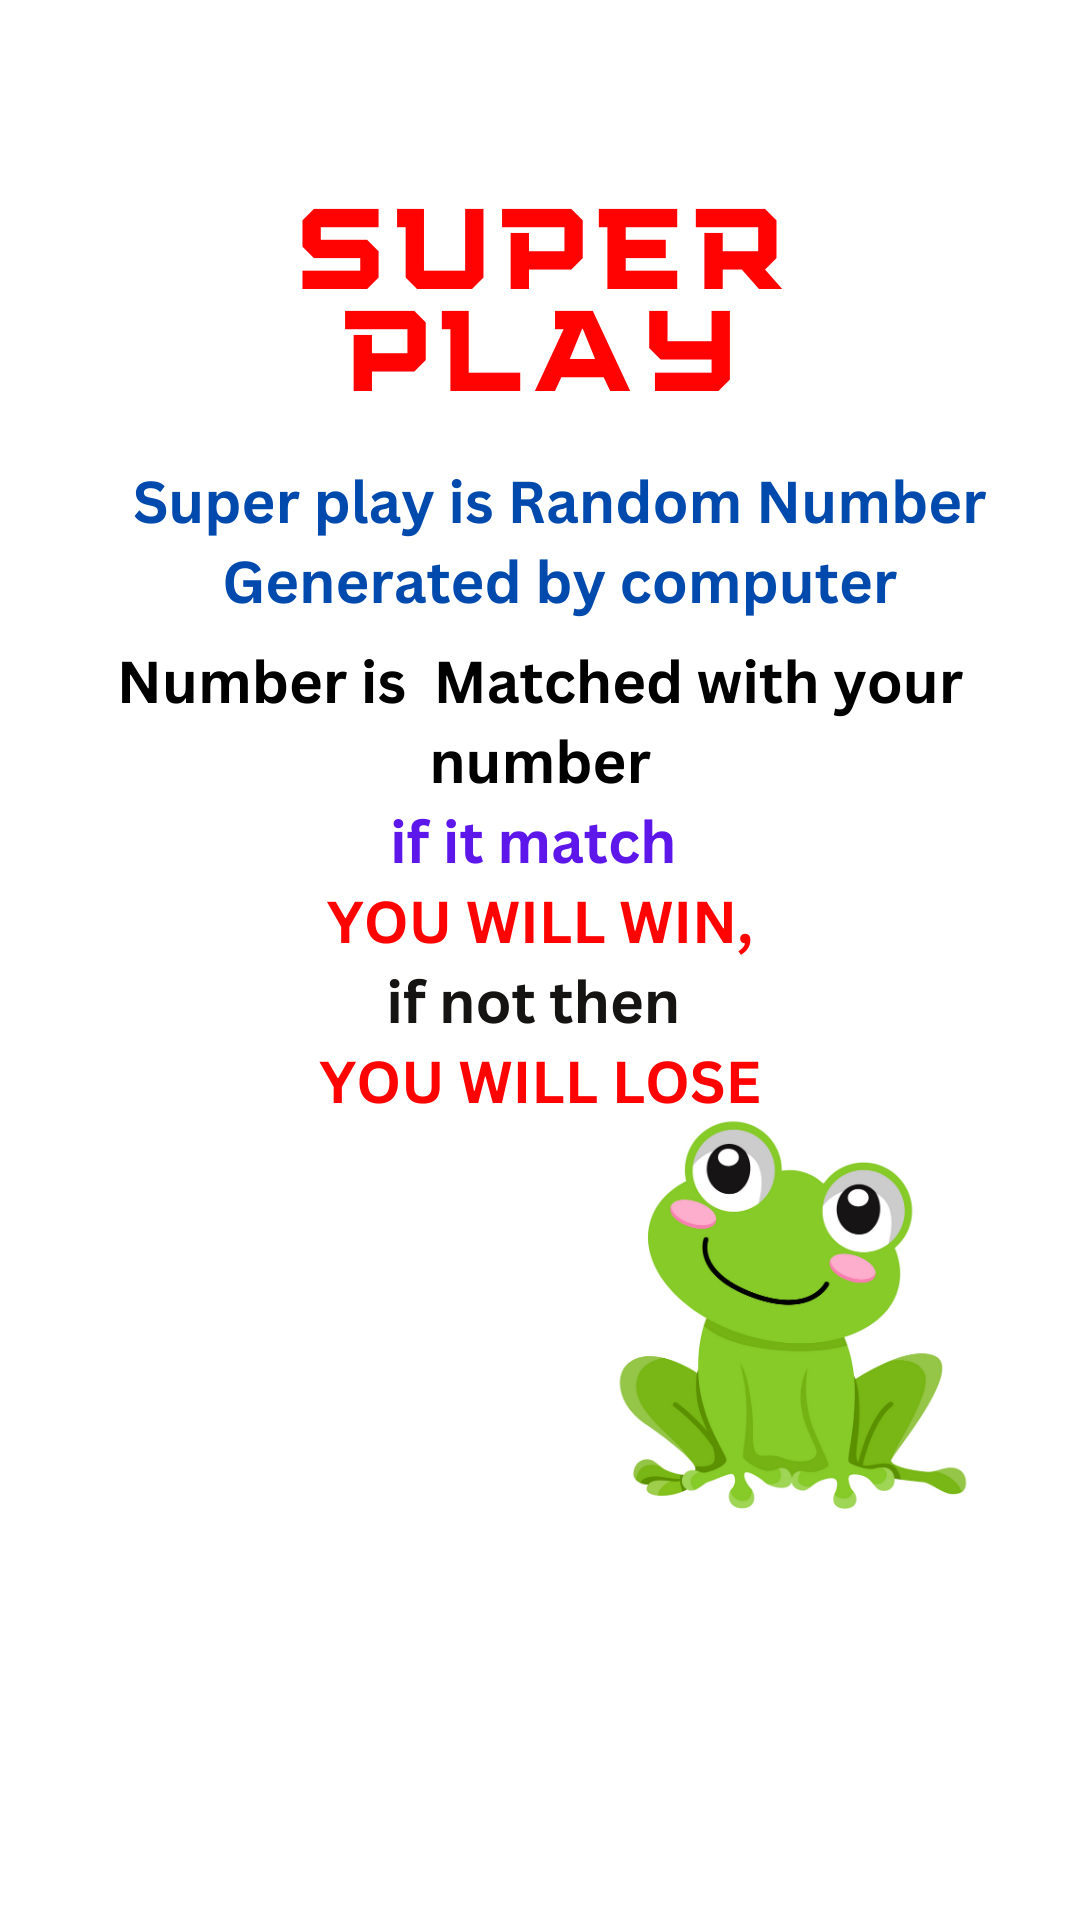 SUPER
PLAY
Super play is Random Number
Generated by computer
Number is  Matched with your
number
if it match
YOU WILL WIN,
if not then
YOU WILL LOSE